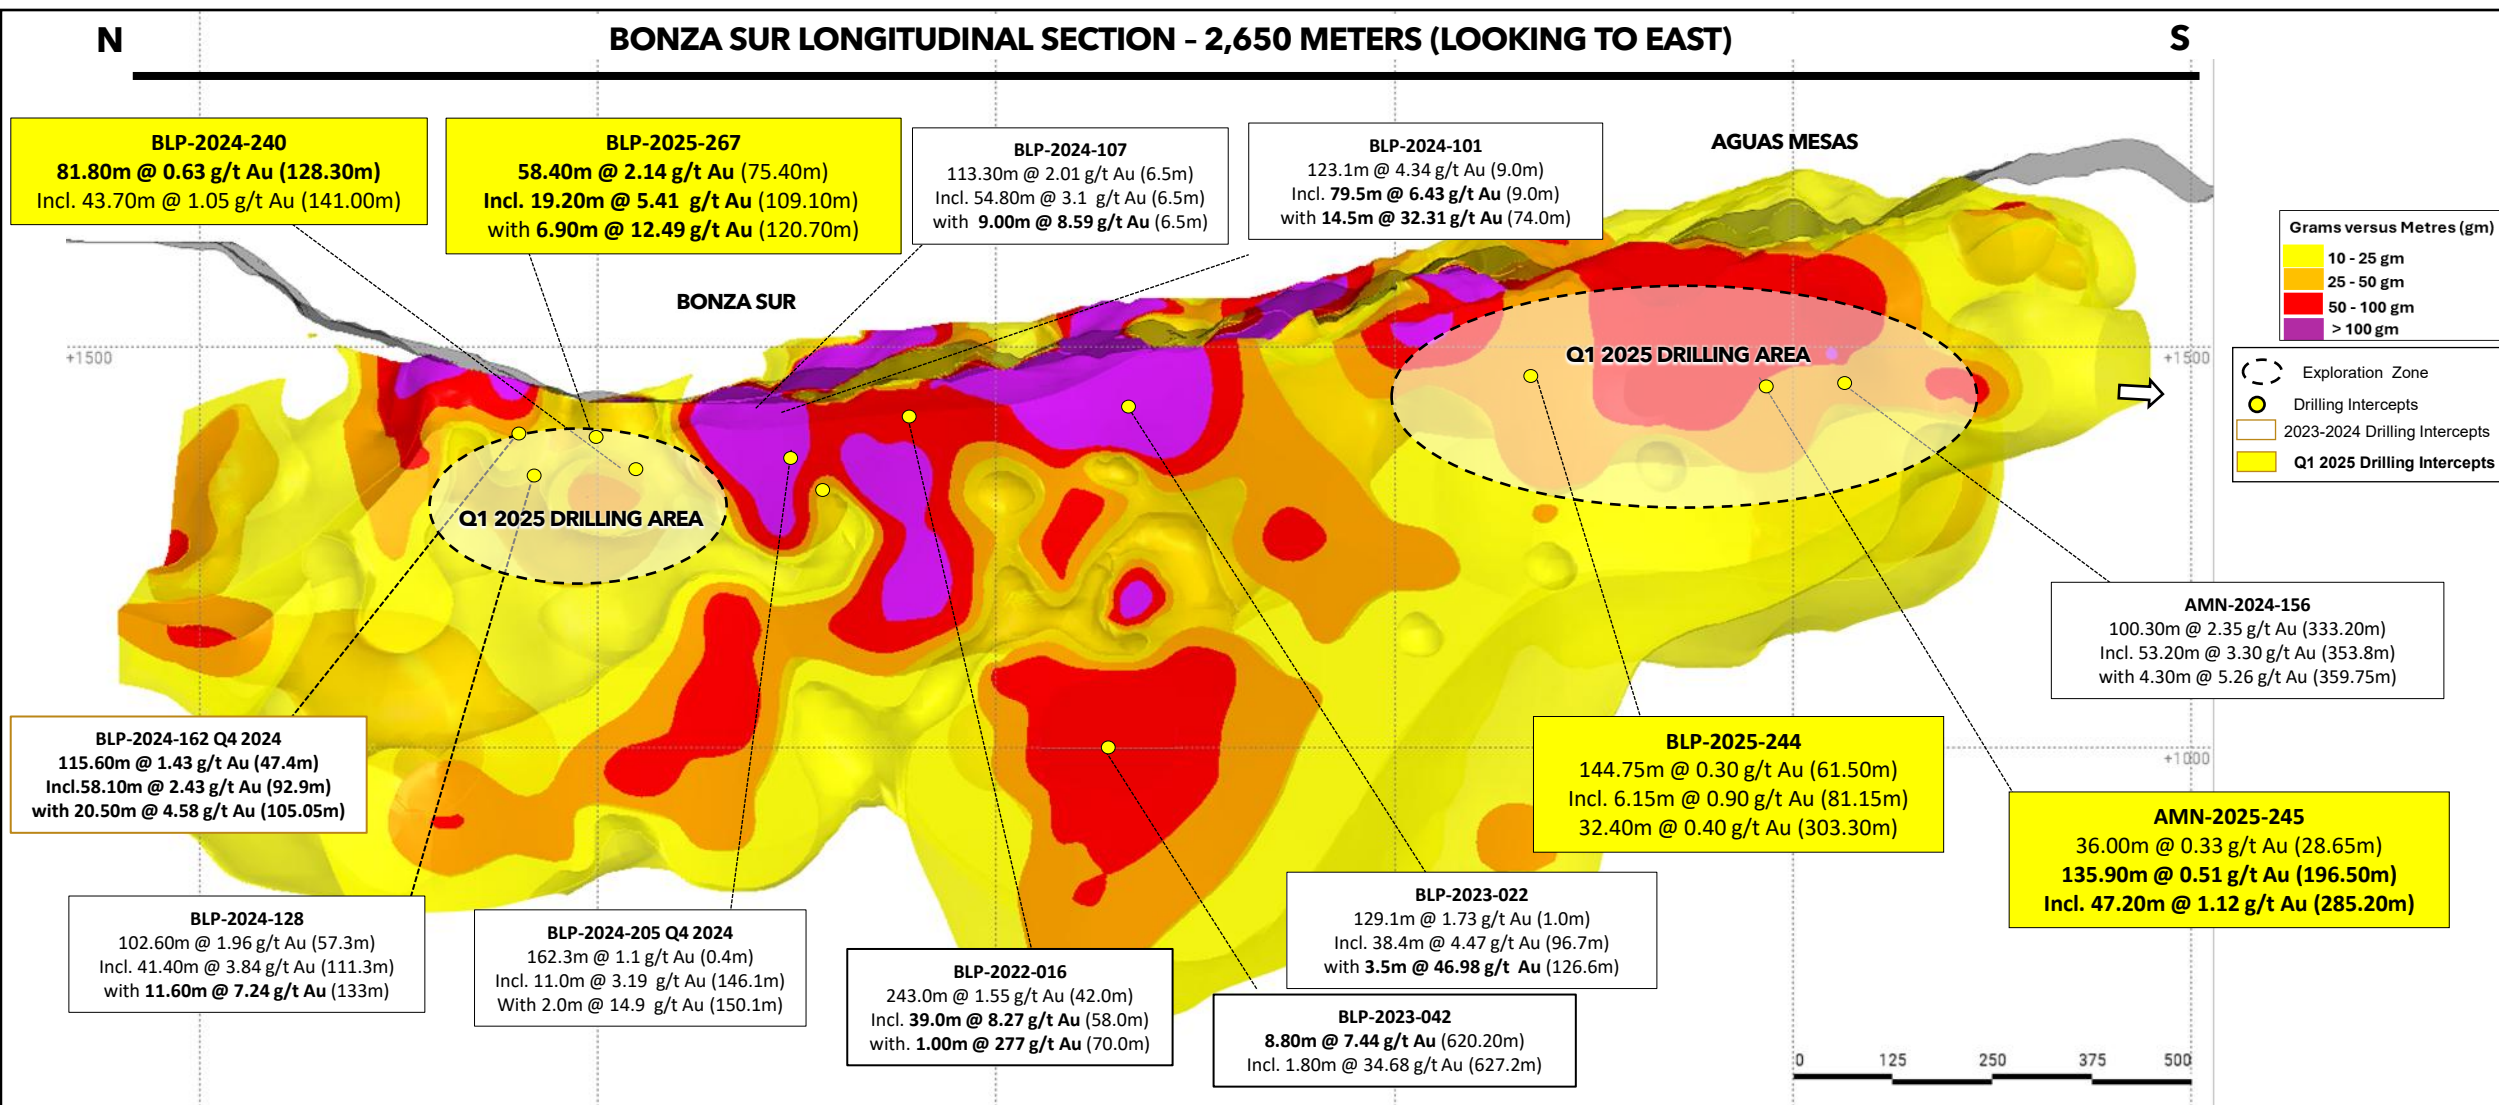 N
BONZA SUR LONGITUDINAL SECTION – 2,650 METERS (LOOKING TO EAST)
S
BLP-2024-240
81.80m @ 0.63 g/t Au (128.30m)
Incl. 43.70m @ 1.05 g/t Au (141.00m)
BLP-2025-267
58.40m @ 2.14 g/t Au (75.40m)
Incl. 19.20m @ 5.41 g/t Au (109.10m)
with 6.90m @ 12.49 g/t Au (120.70m)
BLP-2024-107
113.30m @ 2.01 g/t Au (6.5m)
Incl. 54.80m @ 3.1 g/t Au (6.5m)
with 9.00m @ 8.59 g/t Au (6.5m)
BLP-2024-101
123.1m @ 4.34 g/t Au (9.0m)
Incl. 79.5m @ 6.43 g/t Au (9.0m)
with 14.5m @ 32.31 g/t Au (74.0m)
AGUAS MESAS
BONZA SUR
Grams versus Metres (gm)
10 - 25 gm
25 - 50 gm
50 - 100 gm
> 100 gm
+1500
+1500
Exploration Zone
Drilling Intercepts
2023-2024 Drilling Intercepts
Q1 2025 Drilling Intercepts
Q1 2025 DRILLING AREA
Q1 2025 DRILLING AREA
AMN-2024-156
100.30m @ 2.35 g/t Au (333.20m)
Incl. 53.20m @ 3.30 g/t Au (353.8m)
with 4.30m @ 5.26 g/t Au (359.75m)
BLP-2024-162 Q4 2024
115.60m @ 1.43 g/t Au (47.4m)
Incl.58.10m @ 2.43 g/t Au (92.9m)
with 20.50m @ 4.58 g/t Au (105.05m)
BLP-2025-244
144.75m @ 0.30 g/t Au (61.50m)
Incl. 6.15m @ 0.90 g/t Au (81.15m)
32.40m @ 0.40 g/t Au (303.30m)
+1000
AMN-2025-245
36.00m @ 0.33 g/t Au (28.65m)
135.90m @ 0.51 g/t Au (196.50m)
Incl. 47.20m @ 1.12 g/t Au (285.20m)
BLP-2024-128
102.60m @ 1.96 g/t Au (57.3m)
Incl. 41.40m @ 3.84 g/t Au (111.3m)
with 11.60m @ 7.24 g/t Au (133m)
BLP-2024-205 Q4 2024
162.3m @ 1.1 g/t Au (0.4m)
Incl. 11.0m @ 3.19 g/t Au (146.1m)
With 2.0m @ 14.9 g/t Au (150.1m)
BLP-2022-016
243.0m @ 1.55 g/t Au (42.0m)
Incl. 39.0m @ 8.27 g/t Au (58.0m)
with. 1.00m @ 277 g/t Au (70.0m)
BLP-2023-022
129.1m @ 1.73 g/t Au (1.0m)
Incl. 38.4m @ 4.47 g/t Au (96.7m)
with 3.5m @ 46.98 g/t Au (126.6m)
BLP-2023-042
8.80m @ 7.44 g/t Au (620.20m)
Incl. 1.80m @ 34.68 g/t Au (627.2m)
0 125 250 375 500